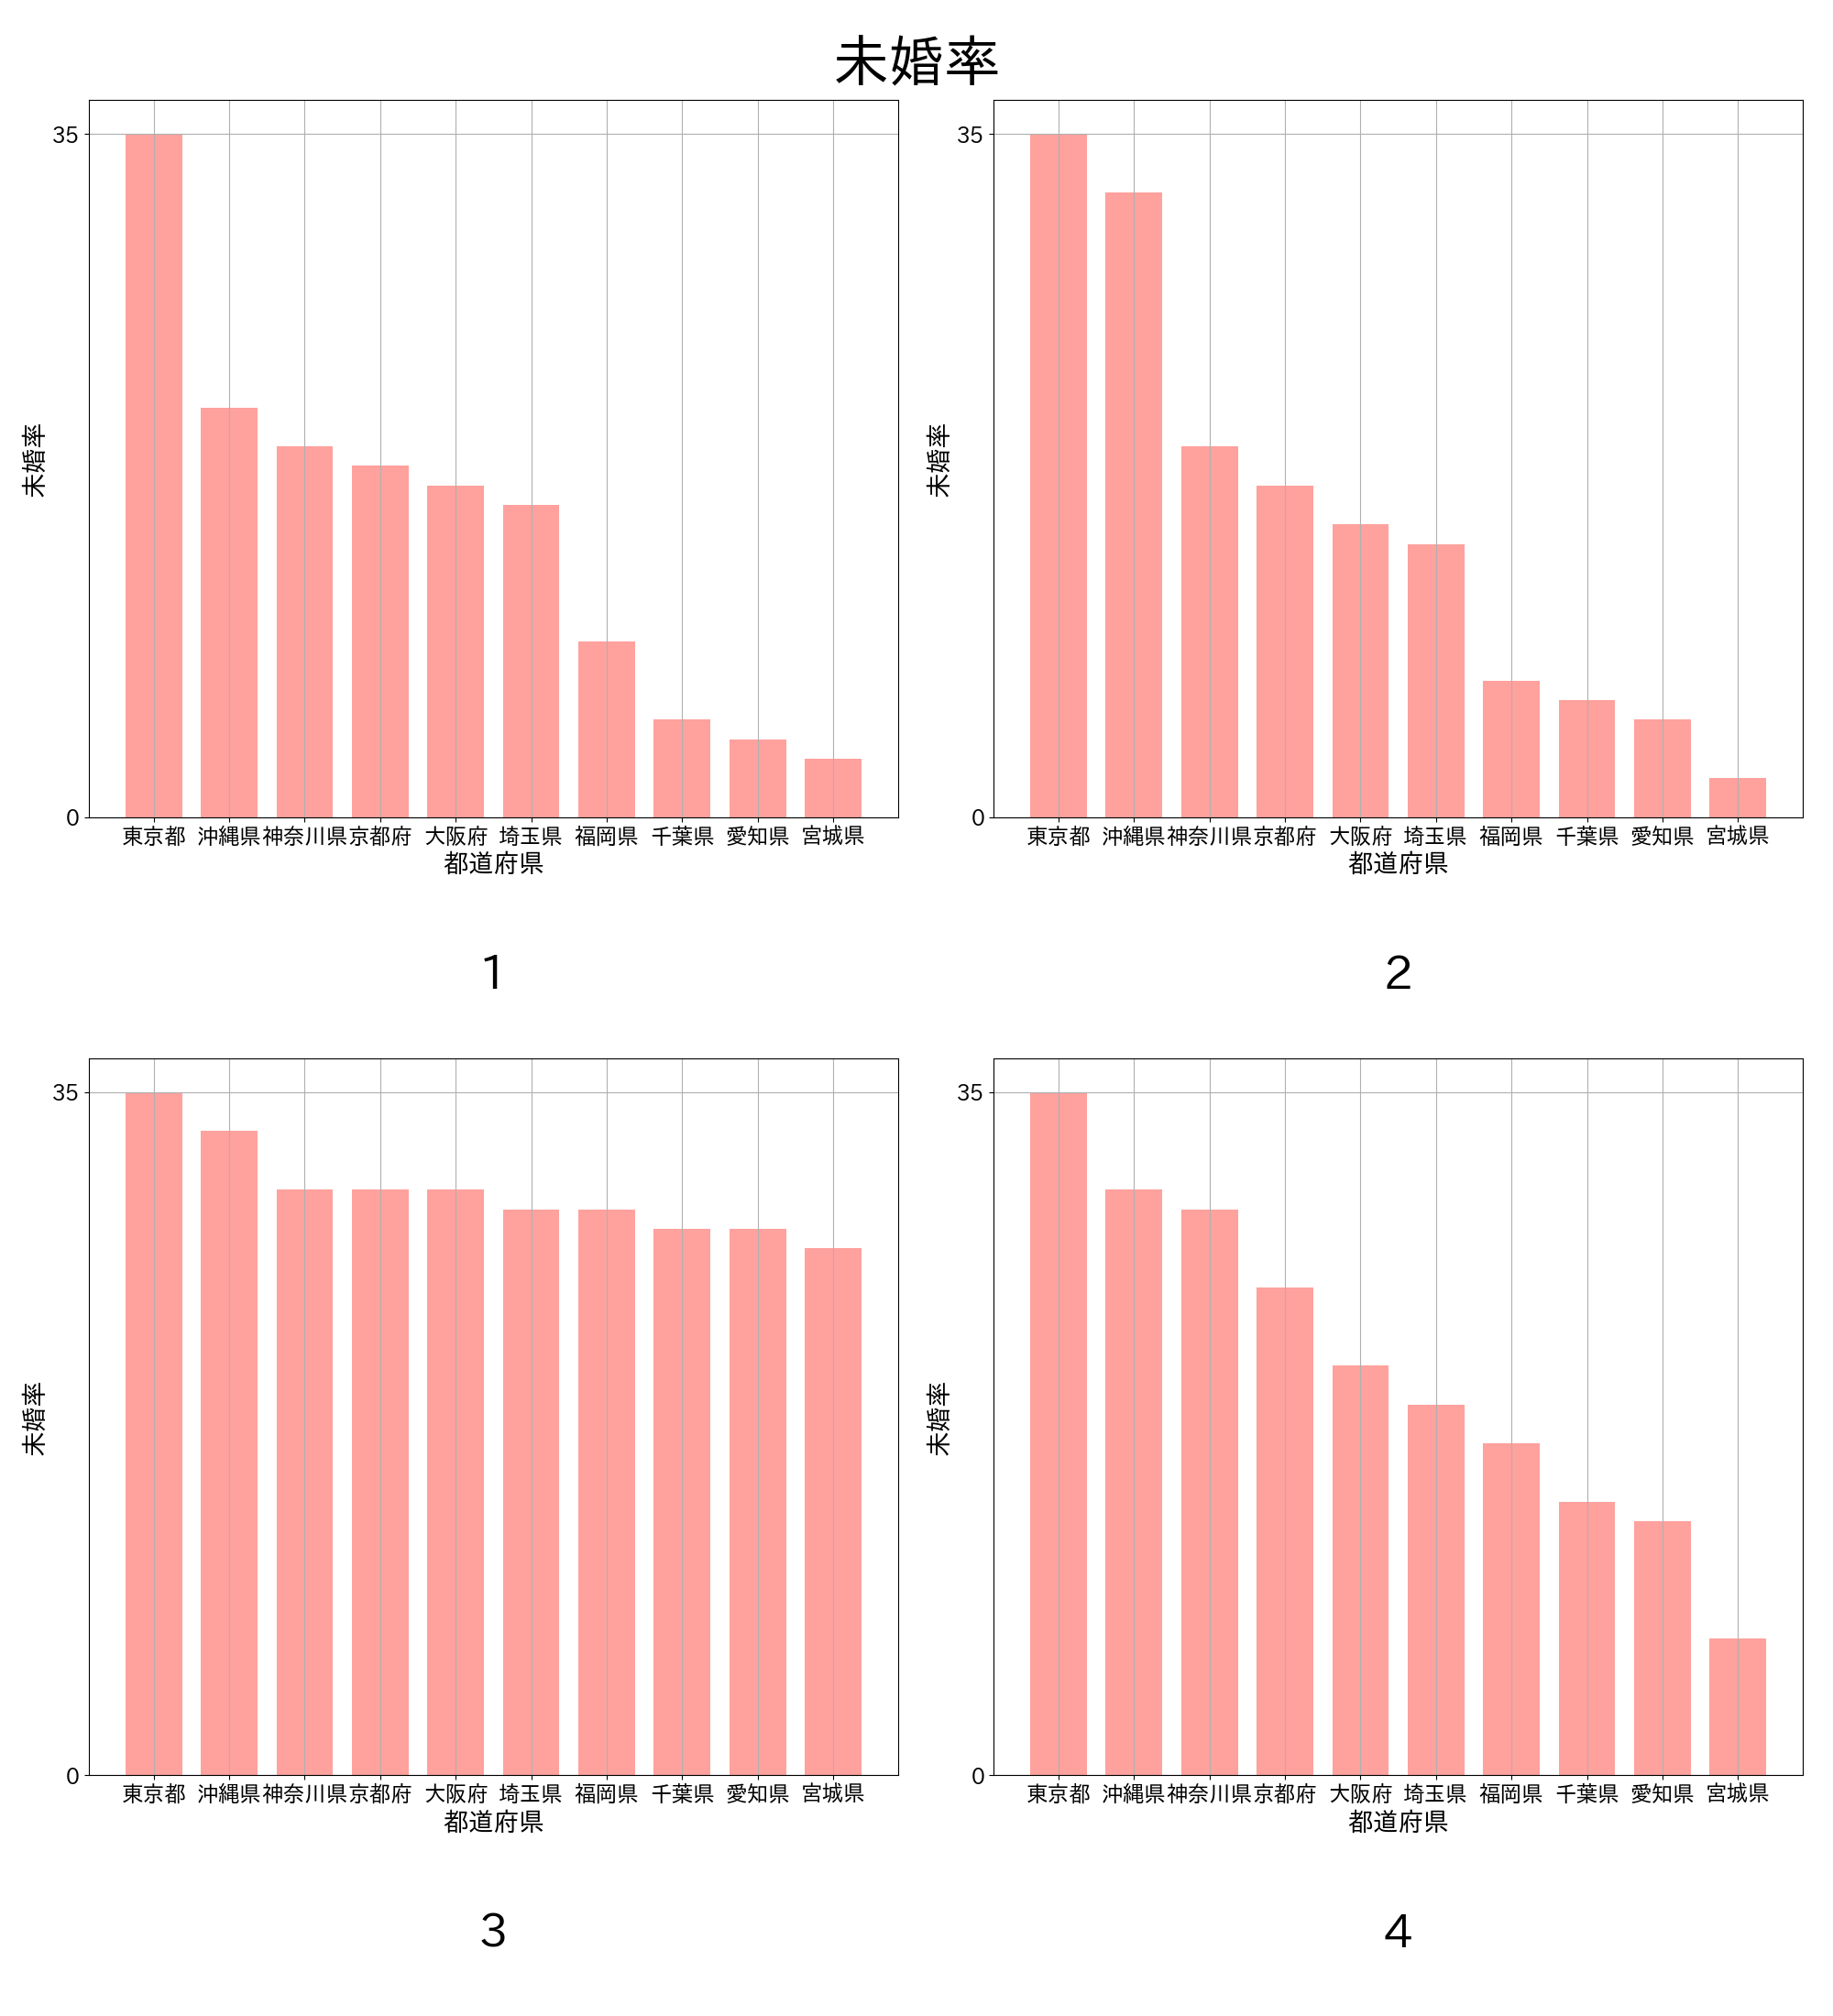 未婚率
35
0
未婚率
東京都 沖縄県 神奈川県 京都府 大阪府 埼玉県 福岡県 千葉県 愛知県 宮城県
都道府県
1
35
0
未婚率
東京都 沖縄県 神奈川県 京都府 大阪府 埼玉県 福岡県 千葉県 愛知県 宮城県
都道府県
2
35
0
未婚率
東京都 沖縄県 神奈川県 京都府 大阪府 埼玉県 福岡県 千葉県 愛知県 宮城県
都道府県
3
35
0
未婚率
東京都 沖縄県 神奈川県 京都府 大阪府 埼玉県 福岡県 千葉県 愛知県 宮城県
都道府県
4